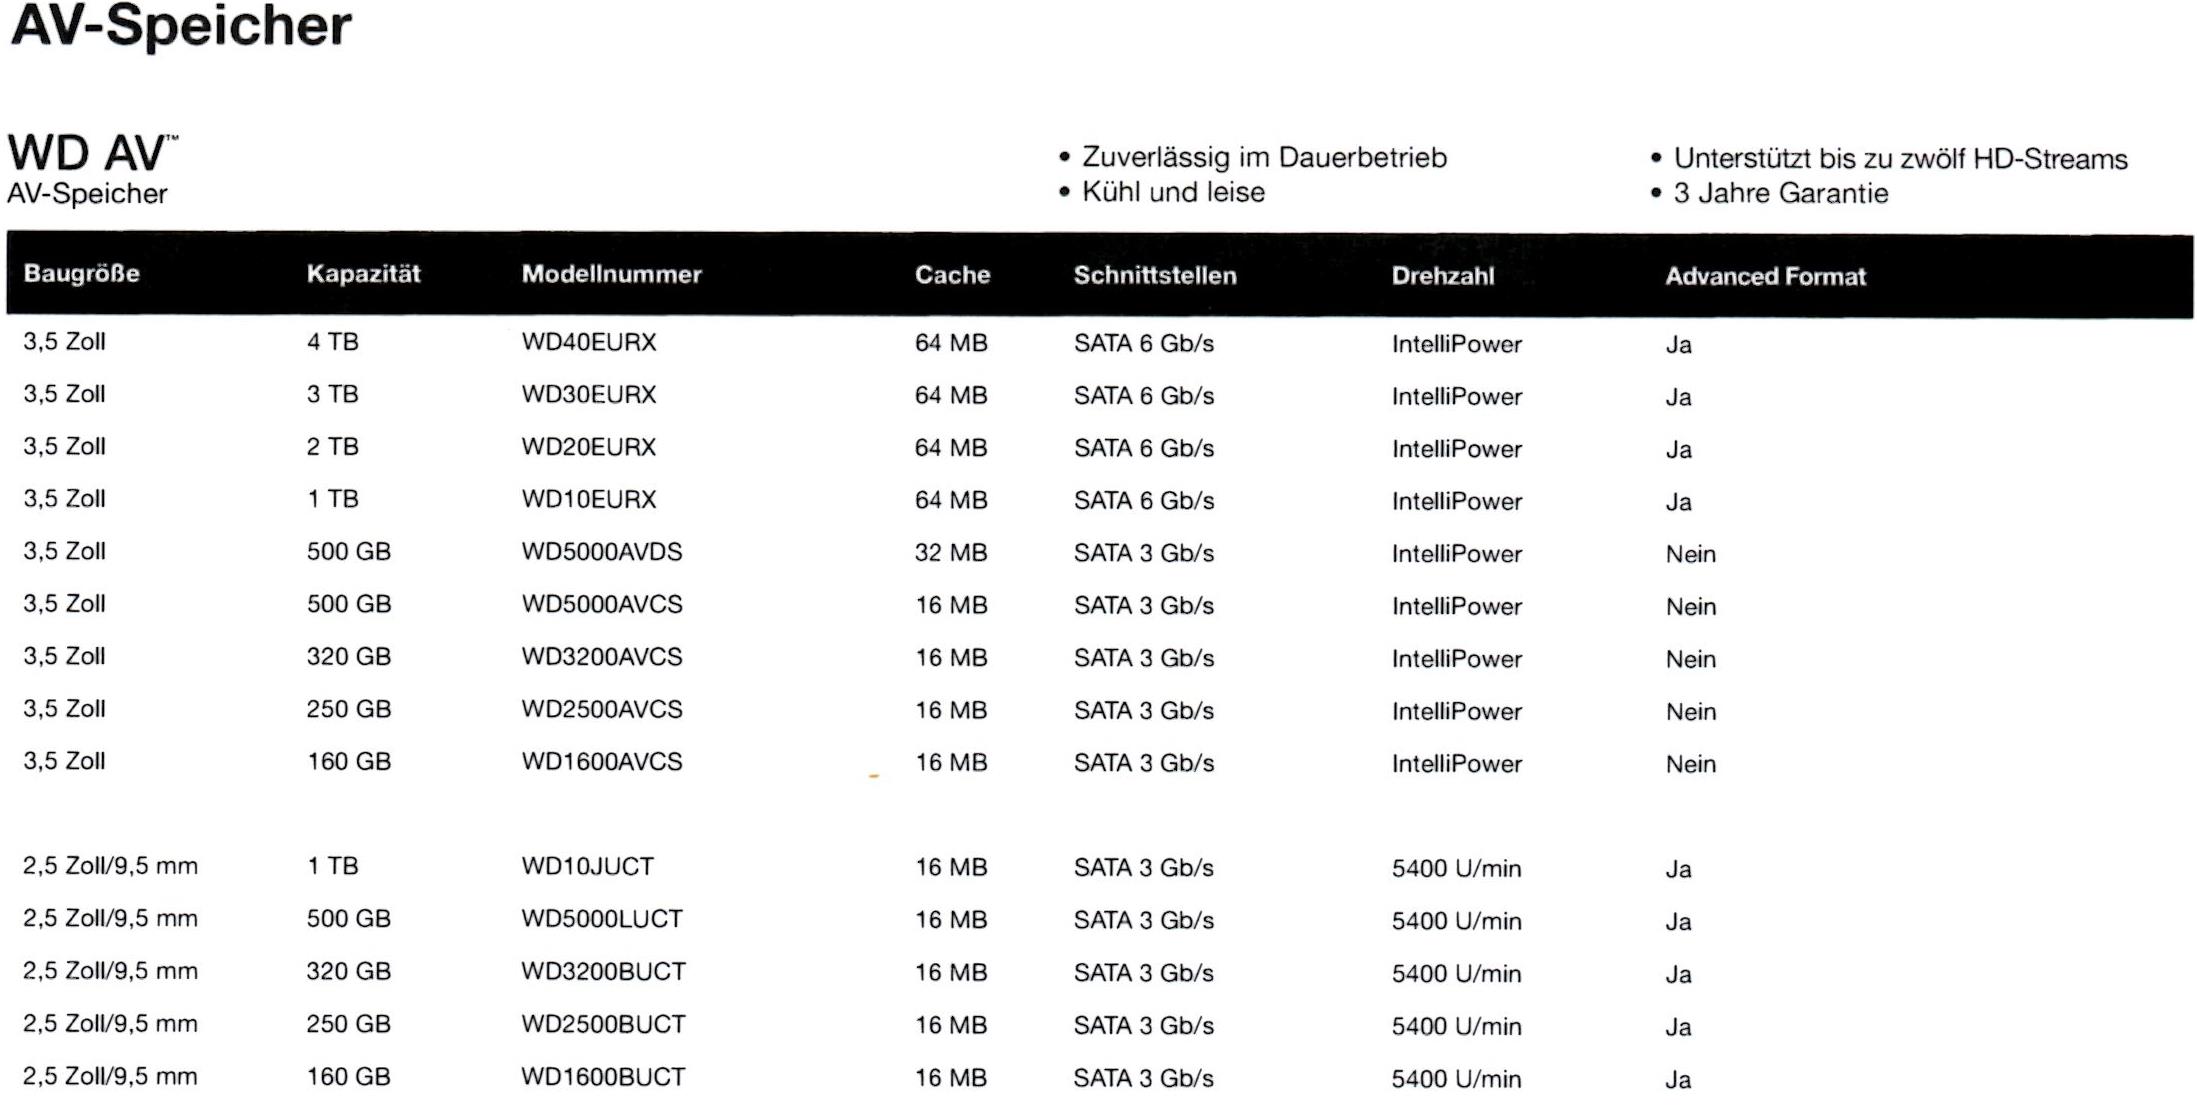 AV-Speicher
WD AV™
AV-Speicher
• Zuverlässig im Dauerbetrieb
• Kühl und leise
• Unterstützt bis zu zwölf HD-Streams
• 3 Jahre Garantie
Baugröße Kapazität Modellnummer Cache Schnittstellen Drehzahl Advanced Format
3,5 Zoll 4 TB WD40EURX 64 MB SATA 6 Gb/s IntelliPower Ja
3,5 Zoll 3 TB WD30EURX 64 MB SATA 6 Gb/s IntelliPower Ja
3,5 Zoll 2 TB WD20EURX 64 MB SATA 6 Gb/s IntelliPower Ja
3,5 Zoll 1 TB WD10EURX 64 MB SATA 6 Gb/s IntelliPower Ja
3,5 Zoll 500 GB WD5000AVDS 32 MB SATA 3 Gb/s IntelliPower Nein
3,5 Zoll 500 GB WD5000AVCS 16 MB SATA 3 Gb/s IntelliPower Nein
3,5 Zoll 320 GB WD3200AVCS 16 MB SATA 3 Gb/s IntelliPower Nein
3,5 Zoll 250 GB WD2500AVCS 16 MB SATA 3 Gb/s IntelliPower Nein
3,5 Zoll 160 GB WD1600AVCS 16 MB SATA 3 Gb/s IntelliPower Nein
2,5 Zoll/9,5 mm 1 TB WD10JUCT 16 MB SATA 3 Gb/s 5400 U/min Ja
2,5 Zoll/9,5 mm 500 GB WD5000LUCT 16 MB SATA 3 Gb/s 5400 U/min Ja
2,5 Zoll/9,5 mm 320 GB WD3200BUCT 16 MB SATA 3 Gb/s 5400 U/min Ja
2,5 Zoll/9,5 mm 250 GB WD2500BUCT 16 MB SATA 3 Gb/s 5400 U/min Ja
2,5 Zoll/9,5 mm 160 GB WD1600BUCT 16 MB SATA 3 Gb/s 5400 U/min Ja